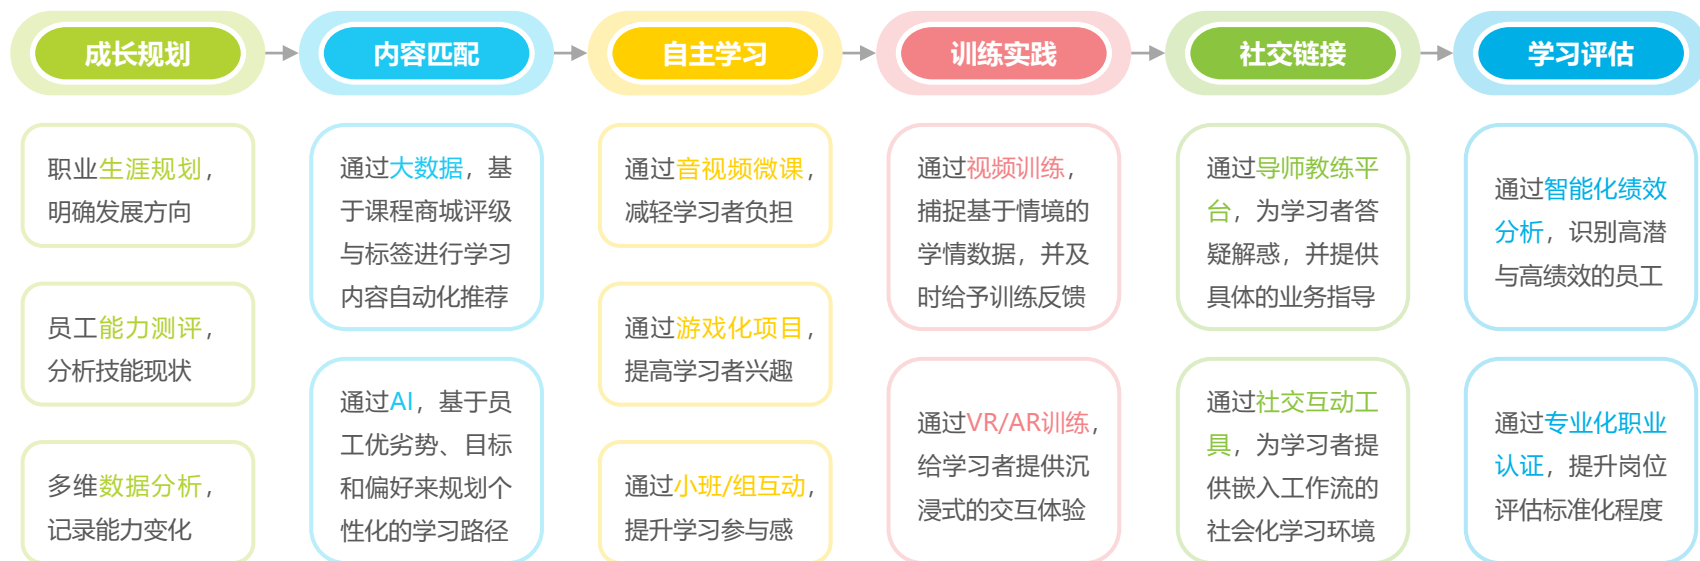 成长规划
内容匹配
自主学习
训练实践
社交链接
学习评估
职业生涯规划，
明确发展方向
员工能力测评，
分析技能现状
多维数据分析，
记录能力变化
通过大数据，基
于课程商城评级
与标签进行学习
内容自动化推荐
通过AI，基于员
工优劣势、目标
和偏好来规划个
性化的学习路径
通过音视频微课，
减轻学习者负担
通过游戏化项目，
提高学习者兴趣
通过小班/组互动，
提升学习参与感
通过视频训练，
捕捉基于情境的
学情数据，并及
时给予训练反馈
通过VR/AR训练，
给学习者提供沉
浸式的交互体验
通过导师教练平
台，为学习者答
疑解惑，并提供
具体的业务指导
通过社交互动工
具，为学习者提
供嵌入工作流的
社会化学习环境
通过智能化绩效
分析，识别高潜
与高绩效的员工
通过专业化职业
认证，提升岗位
评估标准化程度